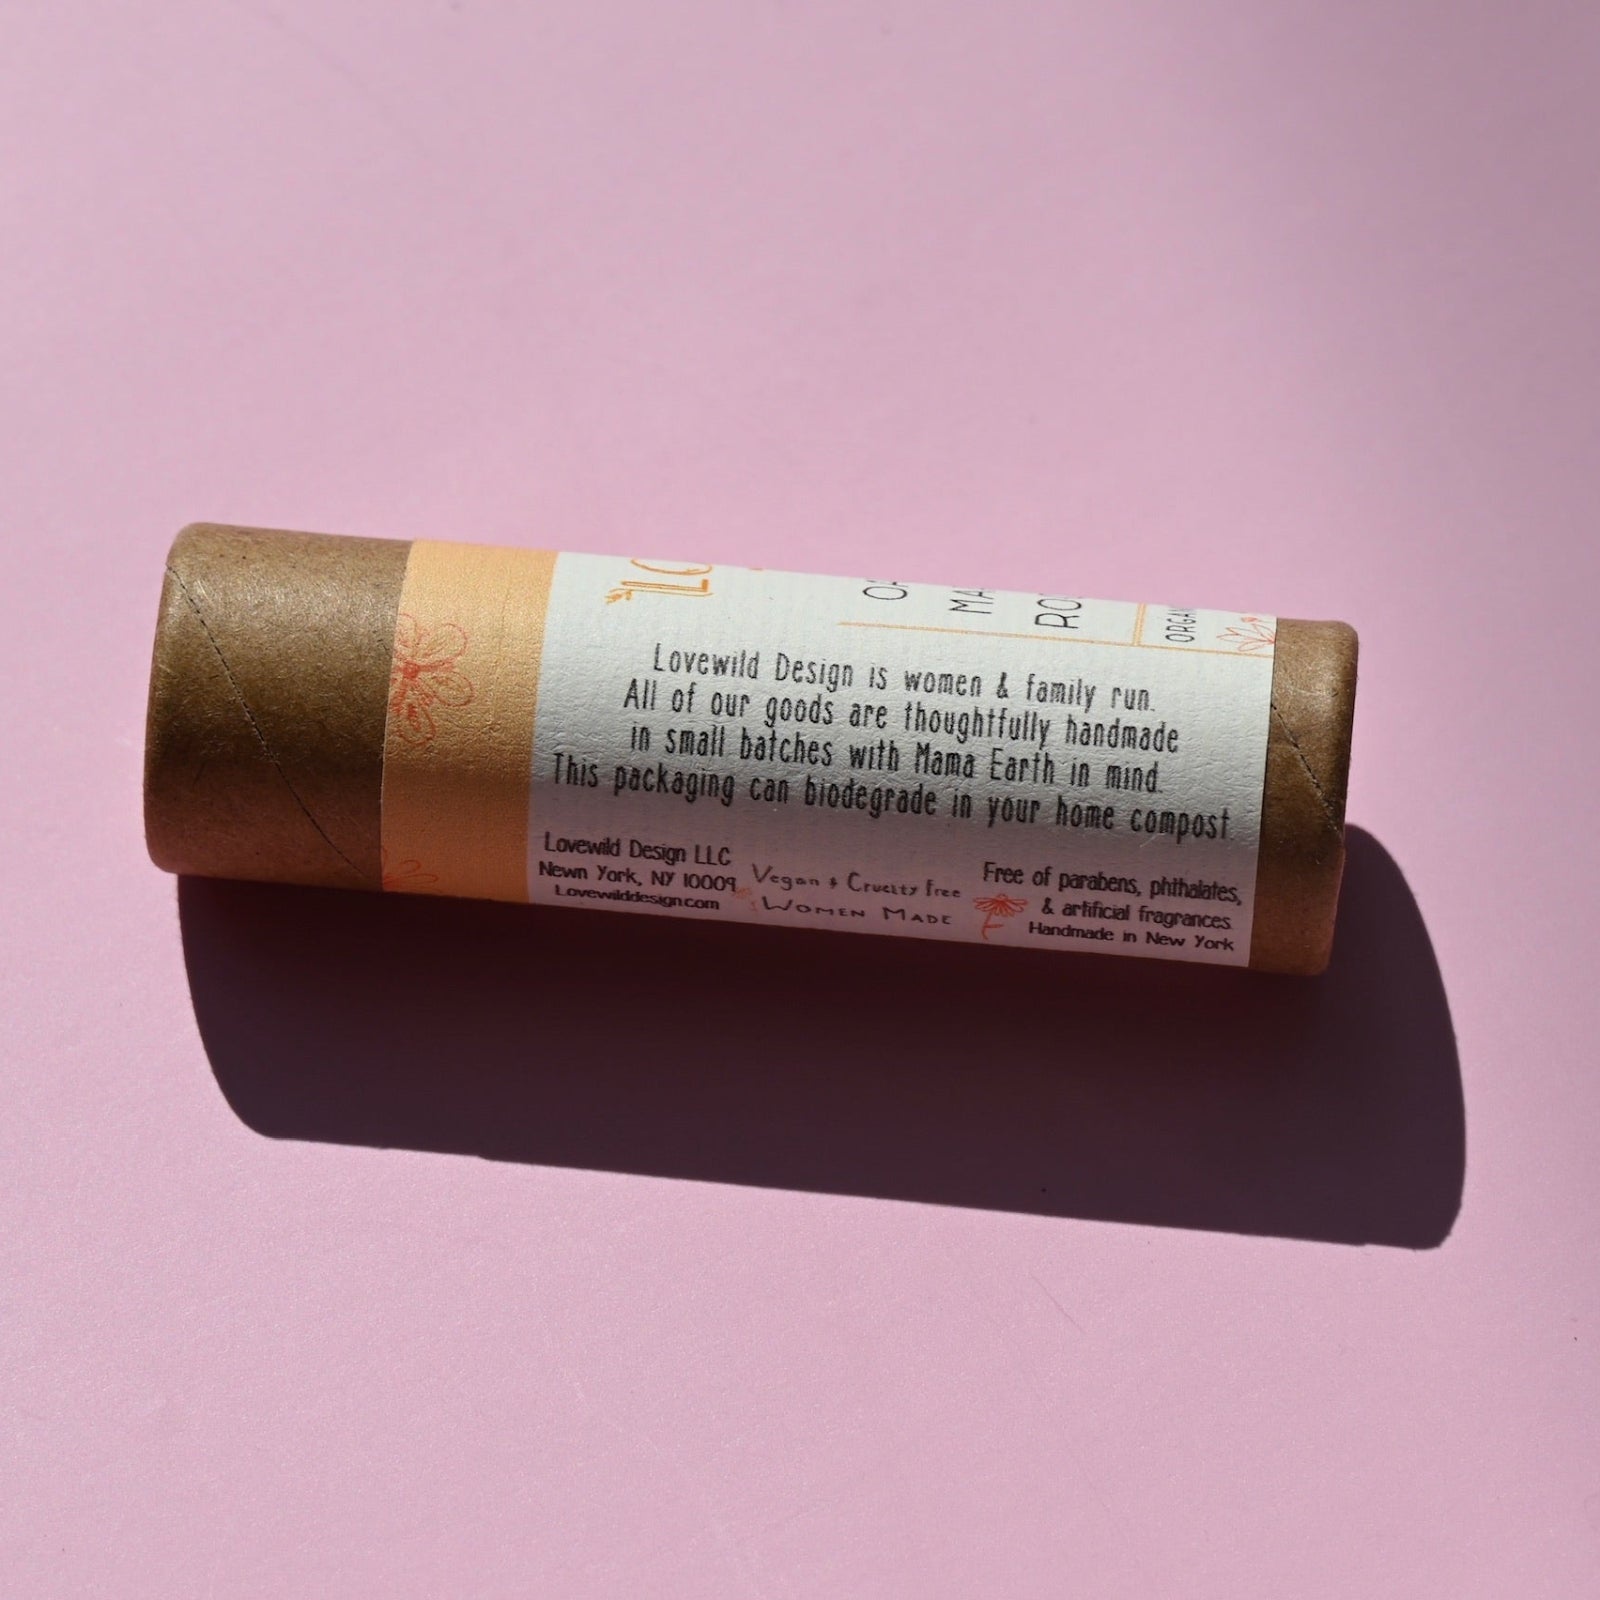 Lovewild Design is women & family run.
All of our goods are thoughtfully handmade
in small batches with Mama Earth in mind.
This packaging can biodegrade in your home compost
Lovewild Design LLC
Newn York, NY 10009
Lovewilddesign.com
Vegan + Cruelty Free
Women Made
Free of parabens, phthalates,
& artificial fragrances.
Handmade in New York